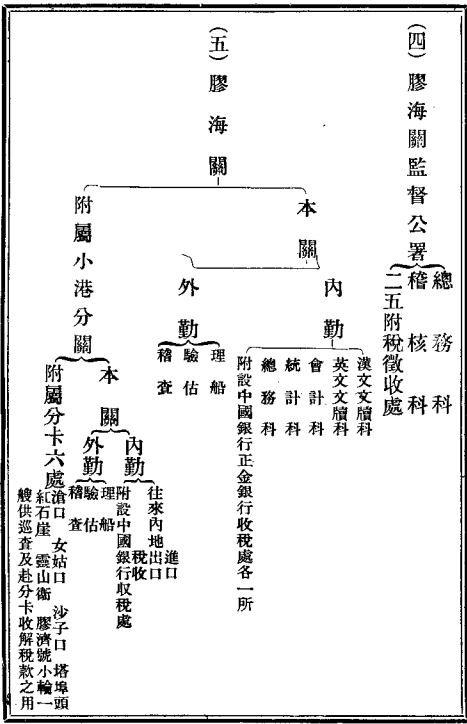 (四)膠海關監督公署
總務科
稽核科
二五附稅徵收處
(五)膠海關
本關
內勤
漢文文牘科
英文文牘科
會計科
統計科
總務科
附設中國銀行正金銀行收稅處各一所
外勤
理船
驗估
稽查
附屬小港分關
本關
內勤
進口
往來內地出口
稅收
附設中國銀行収稅處
外勤
理船
驗估
稽查
附屬分卡六處
滄口 女姑口 沙子口 塔埠頭
紅石崖 靈山衛 膠濟號小輪一
艘供巡查及赴分卡收解稅款之用